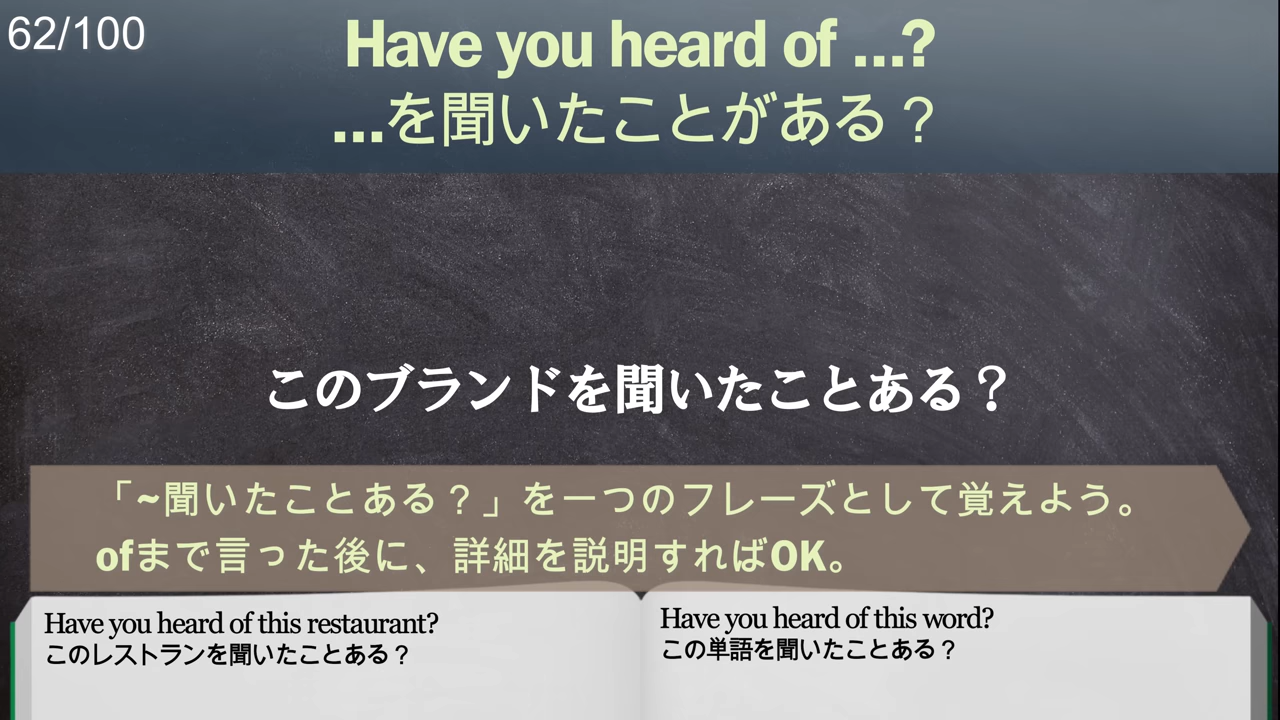 62/100
Have you heard of ...?
...を聞いたことがある？
このブランドを聞いたことある？
「~聞いたことある？」を一つのフレーズとして覚えよう。
ofまで言った後に、詳細を説明すればOK。
Have you heard of this restaurant?
このレストランを聞いたことある？
Have you heard of this word?
この単語を聞いたことある？